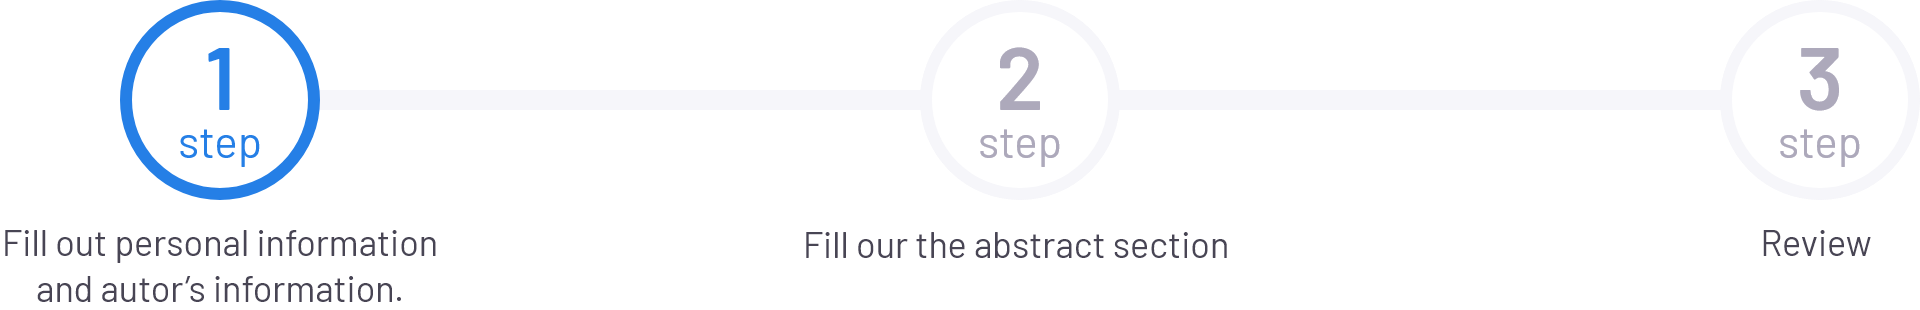 1
step
2
step
3
step
Fill out personal information
and autor’s information.
Fill our the abstract section
Review